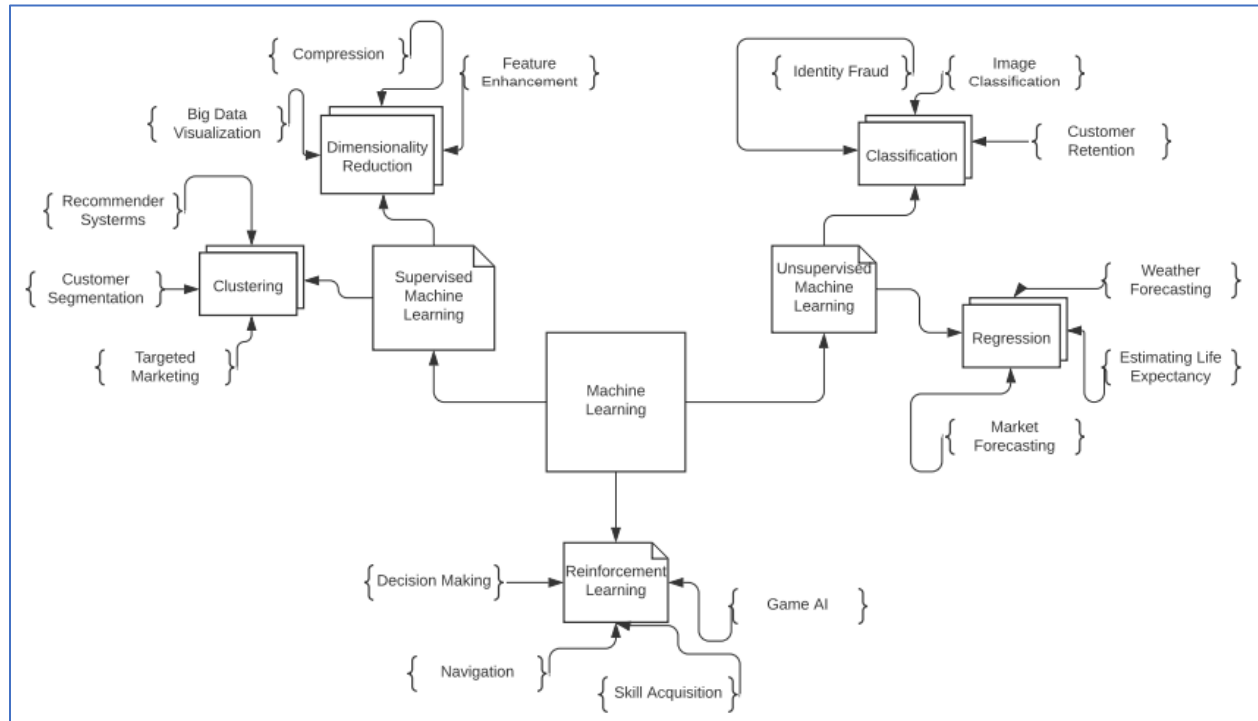 Compression
Feature
Enhancement
Big Data
Visualization
Dimensionality
Reduction
Recommender
Systerms
Customer
Segmentation
Clustering
Targeted
Marketing
Supervised
Machine
Learning
Identity Fraud
Image
Classification
Customer
Retention
Classification
Unsupervised
Machine
Learning
Weather
Forecasting
Regression
Estimating Life
Expectancy
Market
Forecasting
Machine
Learning
Reinforcement
Learning
Decision Making
Game AI
Navigation
Skill Acquisition